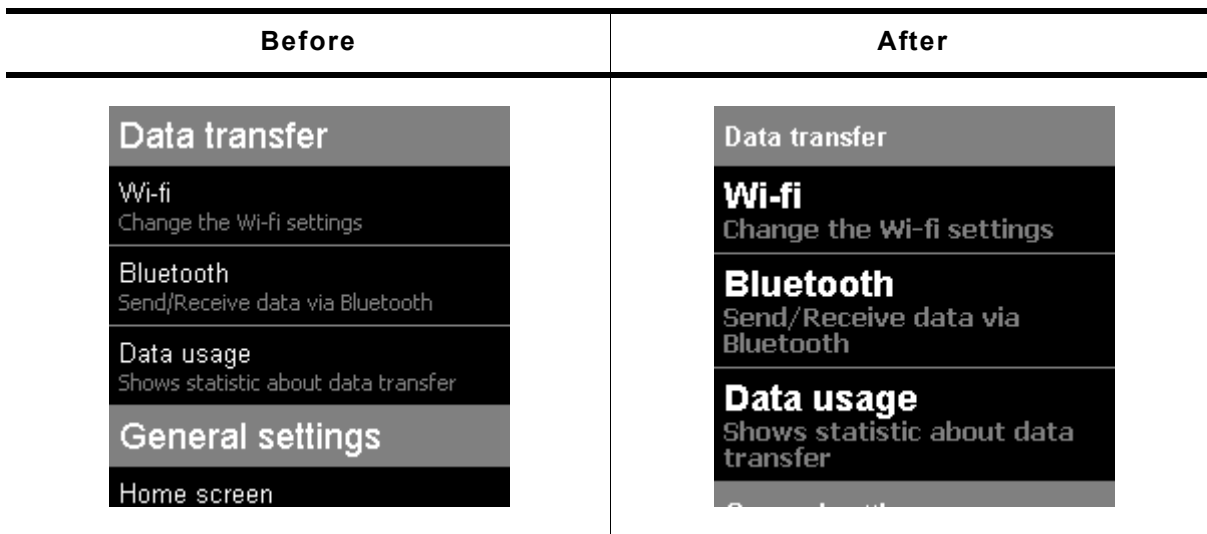 Before
After
Data transfer
Wi-fi
Change the Wi-fi settings
Bluetooth
Send/Receive data via Bluetooth
Data usage
Shows statistic about data transfer
General settings
Home screen
Data transfer
Wi-fi
Change the Wi-fi settings
Bluetooth
Send/Receive data via
Bluetooth
Data usage
Shows statistic about data
transfer